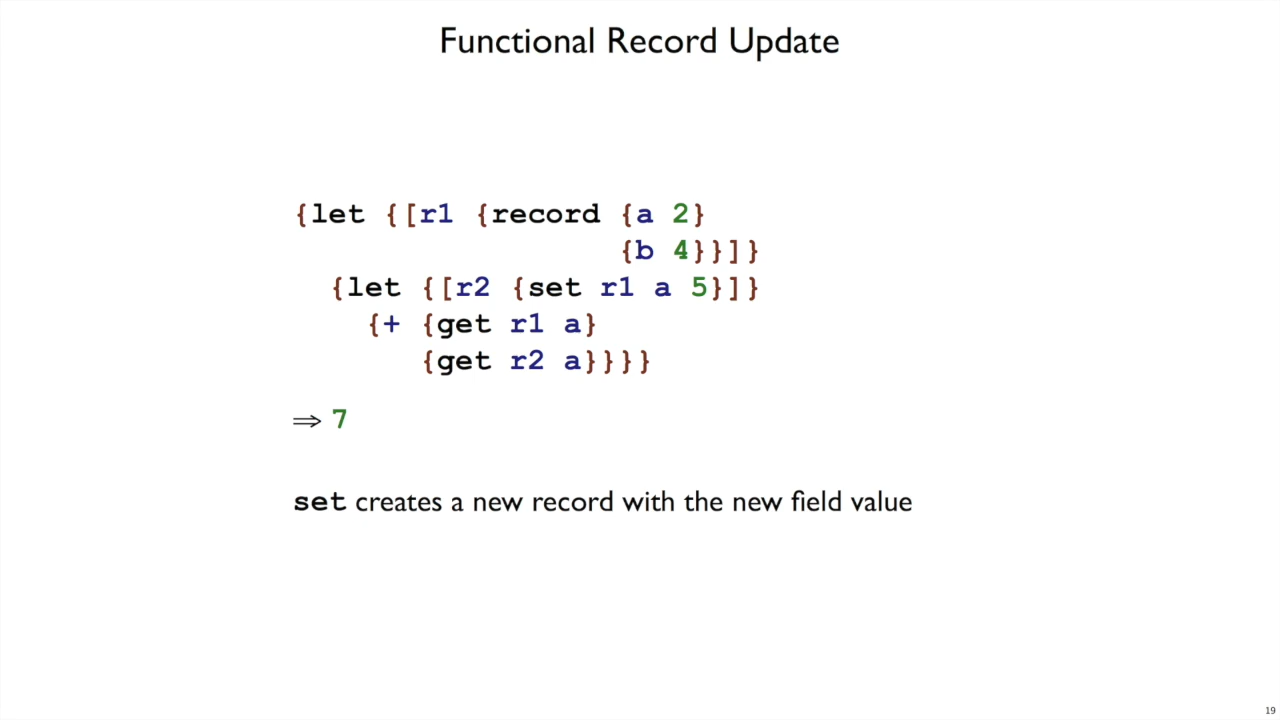 Functional Record Update
{let {[r1 {record {a 2}
{b 4}}]}
{let {[r2 {set r1 a 5}]}
{+ {get r1 a}
{get r2 a}}}}
⇒ 7
set creates a new record with the new field value
19